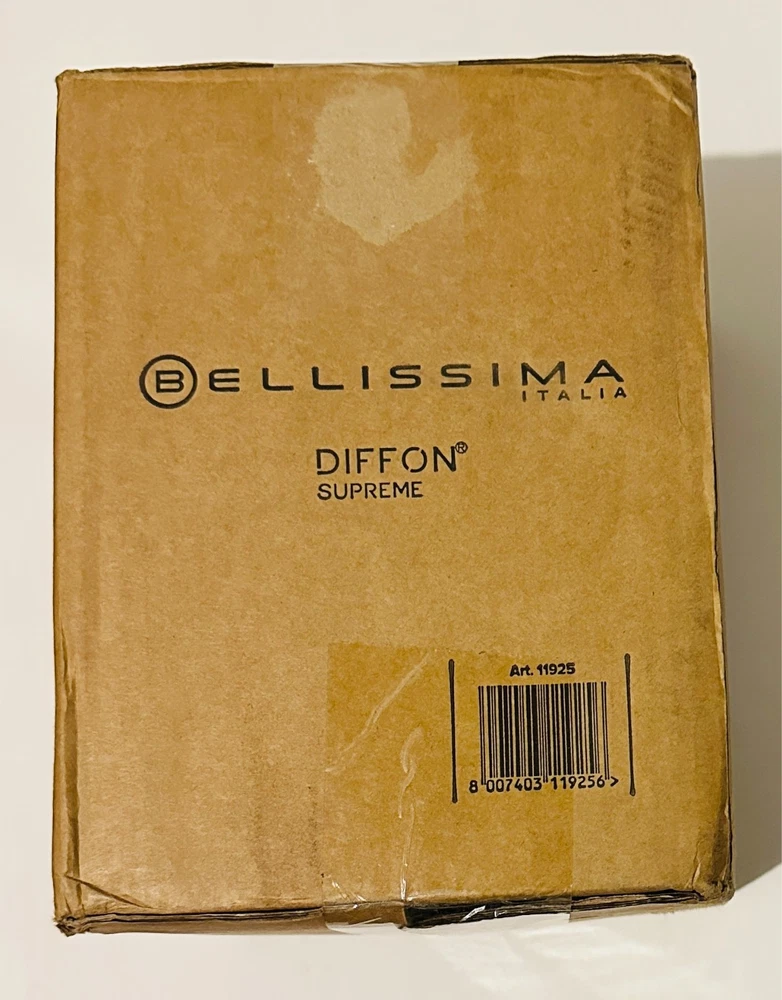 BELLISSIMA
ITALIA
DIFFON®
SUPREME
Art. 11925
8 007403 119256 >